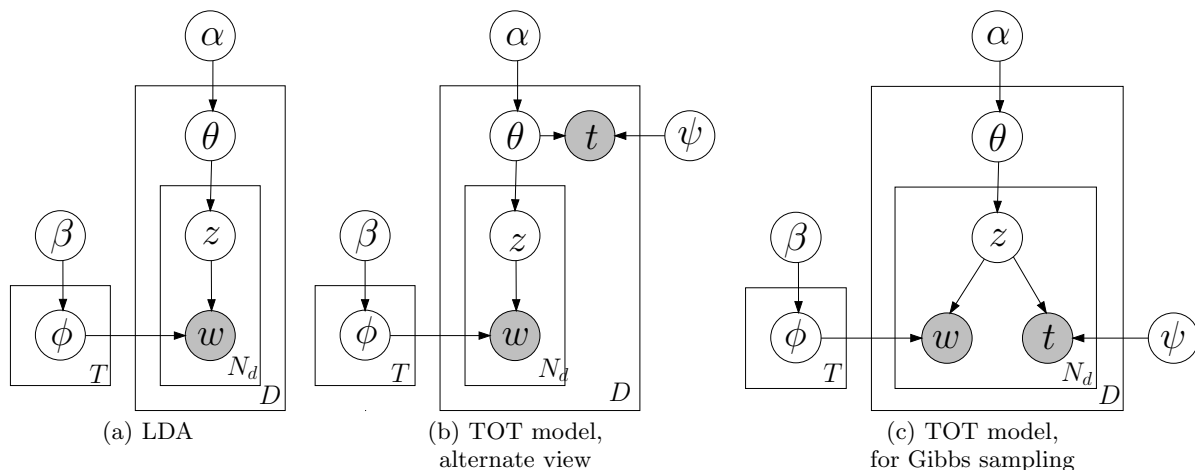 α
θ
z
β
ϕ
w
T
N_d
D
(a) LDA
α
θ
t
ψ
z
β
ϕ
w
T
N_d
D
(b) TOT model,
alternate view
α
θ
z
β
ϕ
w
t
ψ
T
N_d
D
(c) TOT model,
for Gibbs sampling